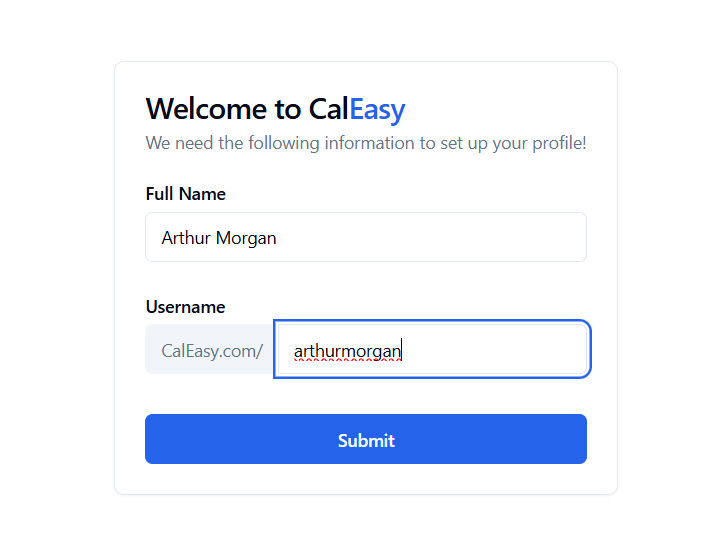 Welcome to CalEasy
We need the following information to set up your profile!
Full Name
Arthur Morgan
Username
CalEasy.com/ arthurmorgan
Submit